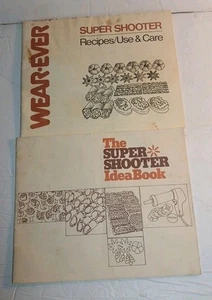 WEAR-EVER
SUPER SHOOTER
Recipes/Use & Care
The
SUPER
SHOOTER
IdeaBook